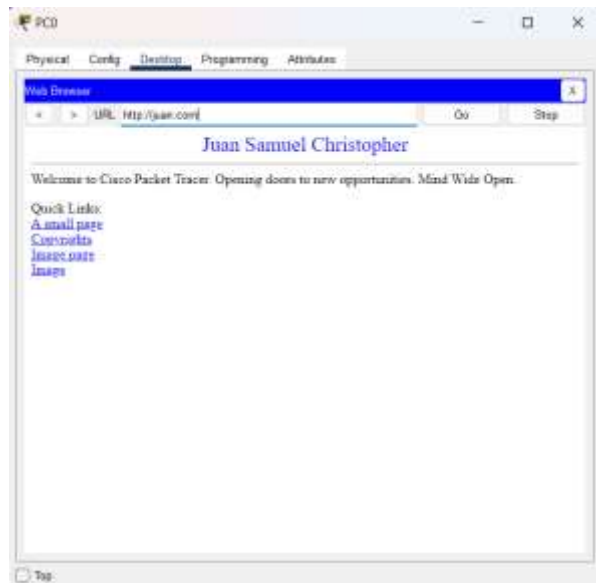 PC0
Physical Config Desktop Programming Attributes
Web Browser X
< > URL http://juan.com Go Stop
Juan Samuel Christopher
Welcome to Cisco Packet Tracer. Opening doors to new opportunities. Mind Wide Open.
Quick Links:
A small page
Copyrights
Image page
Image
Top